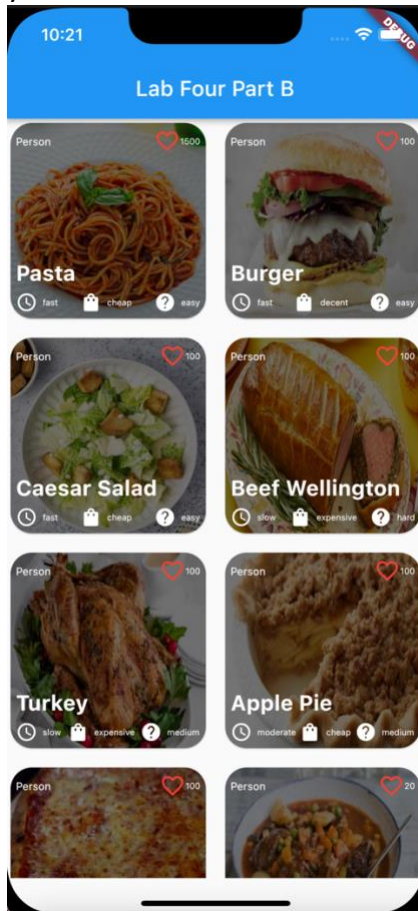 10:21
DEBUG
Lab Four Part B
Person 1500
Person 100
Pasta
Burger
fast cheap easy
fast decent easy
Person 100
Person 100
Caesar Salad
Beef Wellington
fast cheap easy
slow expensive hard
Person 100
Person 100
Turkey
Apple Pie
slow expensive medium
moderate cheap medium
Person 100
Person 20